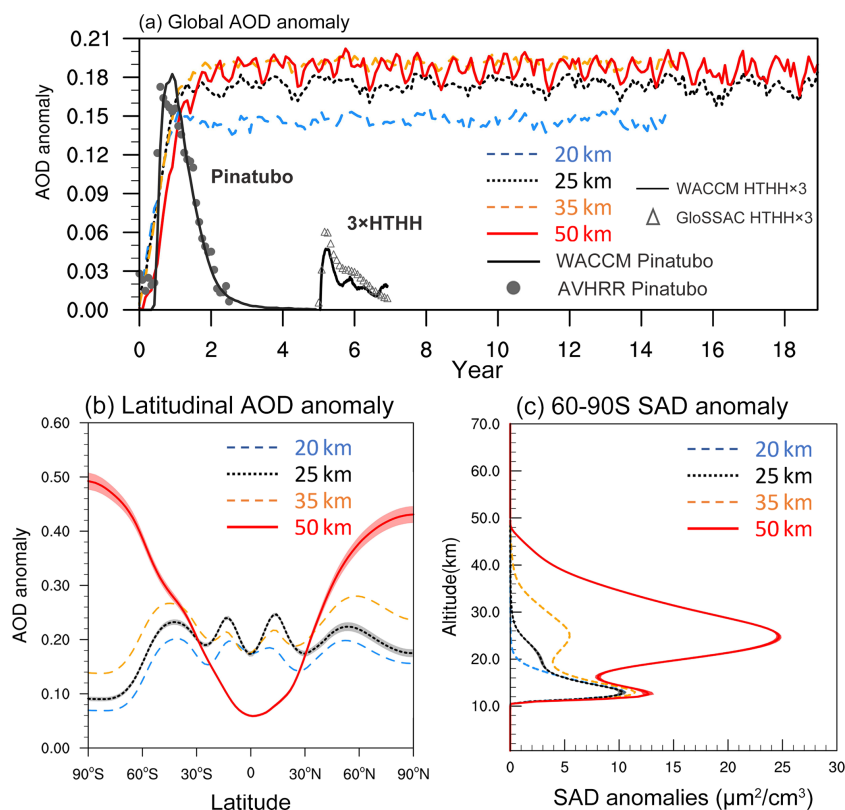 (a) Global AOD anomaly
0.21
0.18
0.15
0.12
0.09
0.06
0.03
0.00
AOD anomaly
Pinatubo
3×HTHH
20 km
25 km
35 km
50 km
WACCM Pinatubo
AVHRR Pinatubo
WACCM HTHH×3
GloSSAC HTHH×3
0 2 4 6 8 10 12 14 16 18
Year
(b) Latitudinal AOD anomaly
0.60
0.50
0.40
0.30
0.20
0.10
0.00
AOD anomaly
20 km
25 km
35 km
50 km
90°S 60°S 30°S 0 30°N 60°N 90°N
Latitude
(c) 60-90S SAD anomaly
70.0
60.0
50.0
40.0
30.0
20.0
10.0
Altitude(km)
20 km
25 km
35 km
50 km
0 5 10 15 20 25 30
SAD anomalies (µm²/cm³)